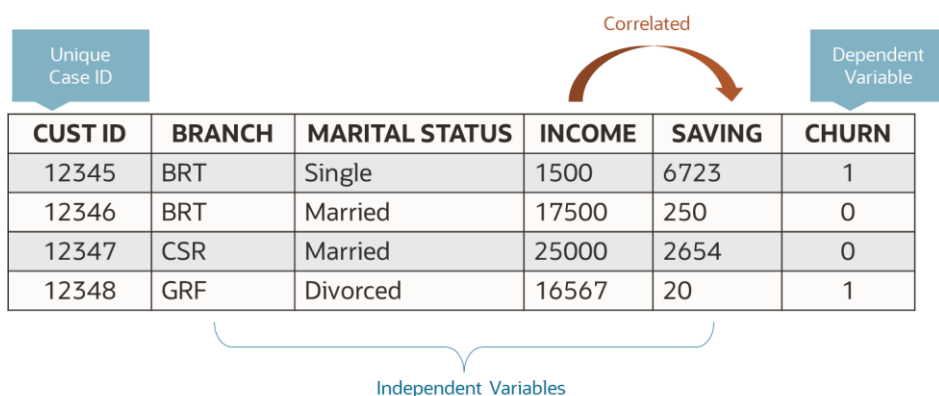 Correlated
Unique
Case ID
Dependent
Variable
CUST ID BRANCH MARITAL STATUS INCOME SAVING CHURN
12345 BRT Single 1500 6723 1
12346 BRT Married 17500 250 0
12347 CSR Married 25000 2654 0
12348 GRF Divorced 16567 20 1
Independent Variables